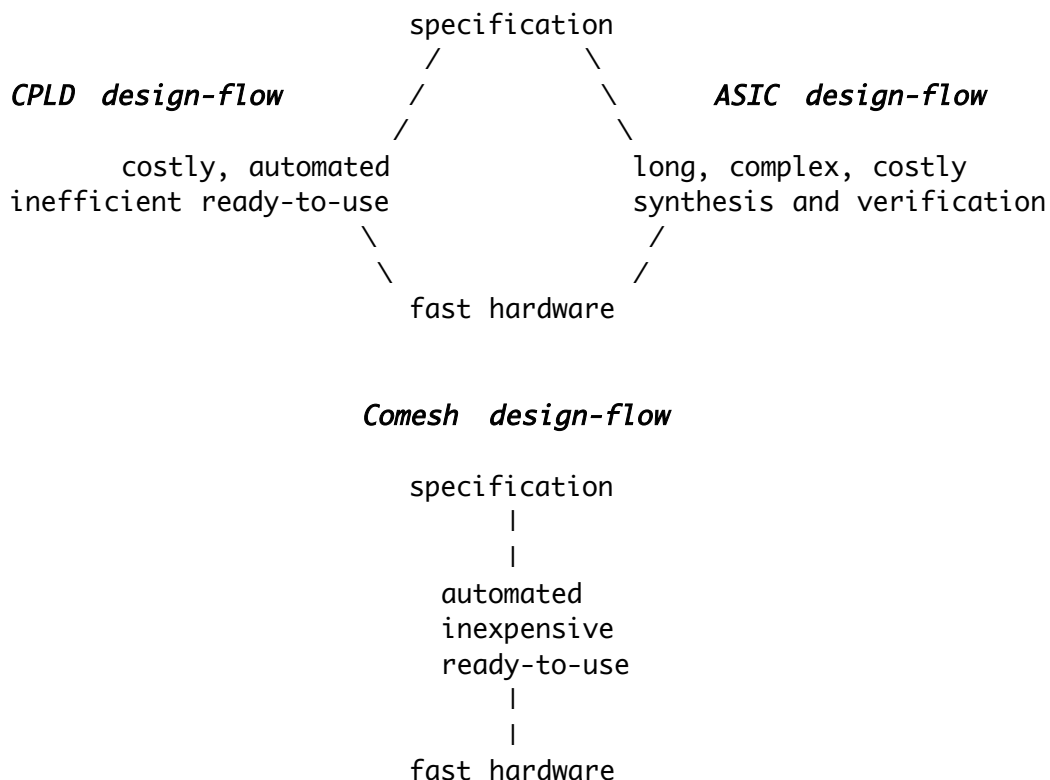 specification
CPLD design-flow
ASIC design-flow
costly, automated
inefficient ready-to-use
long, complex, costly
synthesis and verification
fast hardware
Comesh design-flow
specification
automated
inexpensive
ready-to-use
fast hardware